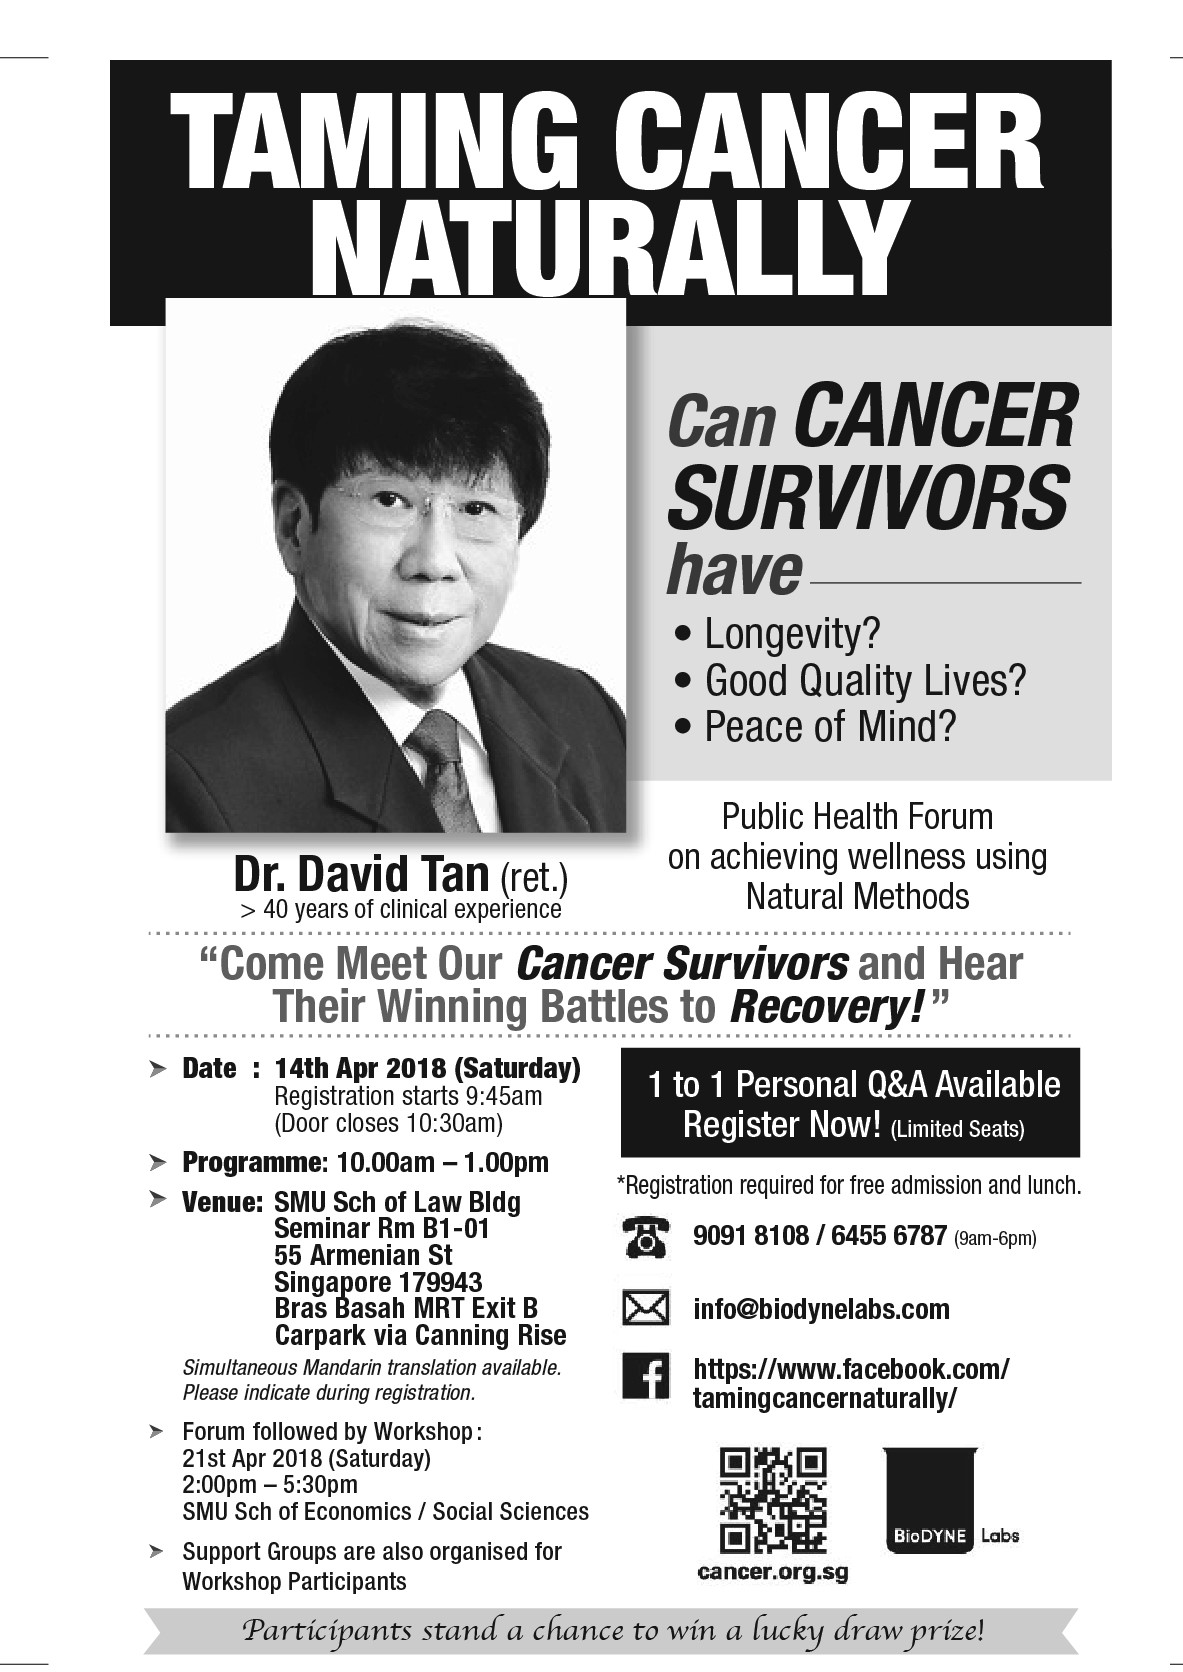 TAMING CANCER
NATURALLY
Can CANCER
SURVIVORS
have
• Longevity?
• Good Quality Lives?
• Peace of Mind?
Public Health Forum
on achieving wellness using
Natural Methods
Dr. David Tan (ret.)
> 40 years of clinical experience
“Come Meet Our Cancer Survivors and Hear
Their Winning Battles to Recovery!”
➢ Date : 14th Apr 2018 (Saturday)
Registration starts 9:45am
(Door closes 10:30am)
➢ Programme: 10.00am – 1.00pm
➢ Venue: SMU Sch of Law Bldg
Seminar Rm B1-01
55 Armenian St
Singapore 179943
Bras Basah MRT Exit B
Carpark via Canning Rise
Simultaneous Mandarin translation available.
Please indicate during registration.
➢ Forum followed by Workshop:
21st Apr 2018 (Saturday)
2:00pm – 5:30pm
SMU Sch of Economics / Social Sciences
➢ Support Groups are also organised for
Workshop Participants
1 to 1 Personal Q&A Available
Register Now! (Limited Seats)
*Registration required for free admission and lunch.
9091 8108 / 6455 6787 (9am-6pm)
info@biodynelabs.com
https://www.facebook.com/
tamingcancernaturally/
BioDYNE Labs
cancer.org.sg
Participants stand a chance to win a lucky draw prize!